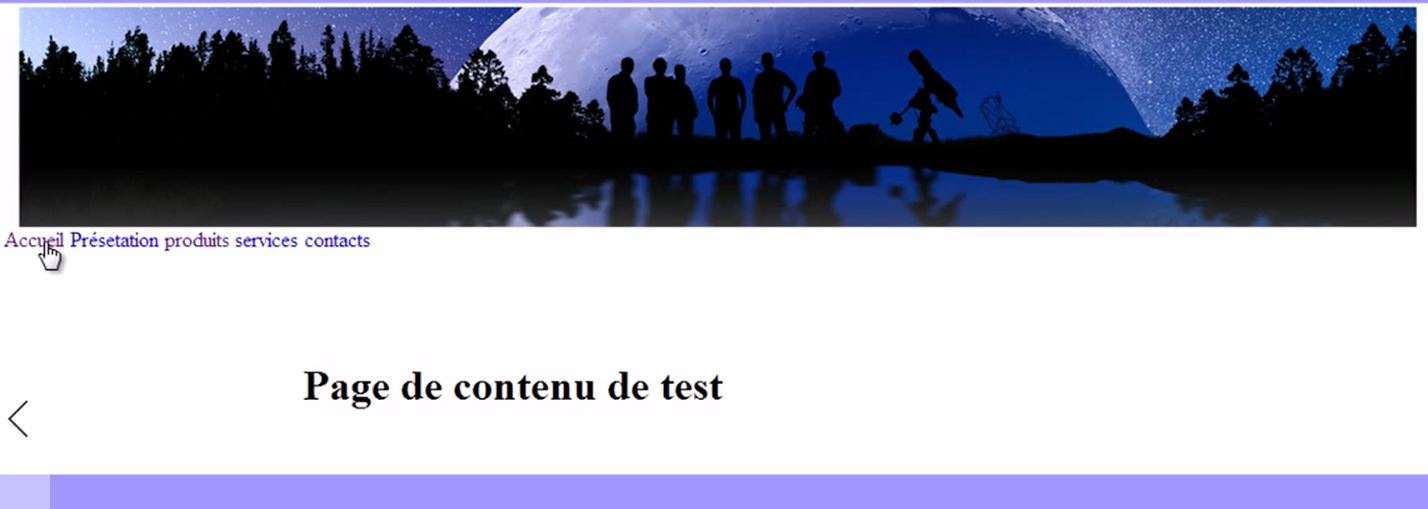 Accueil Présetation produits services contacts
Page de contenu de test